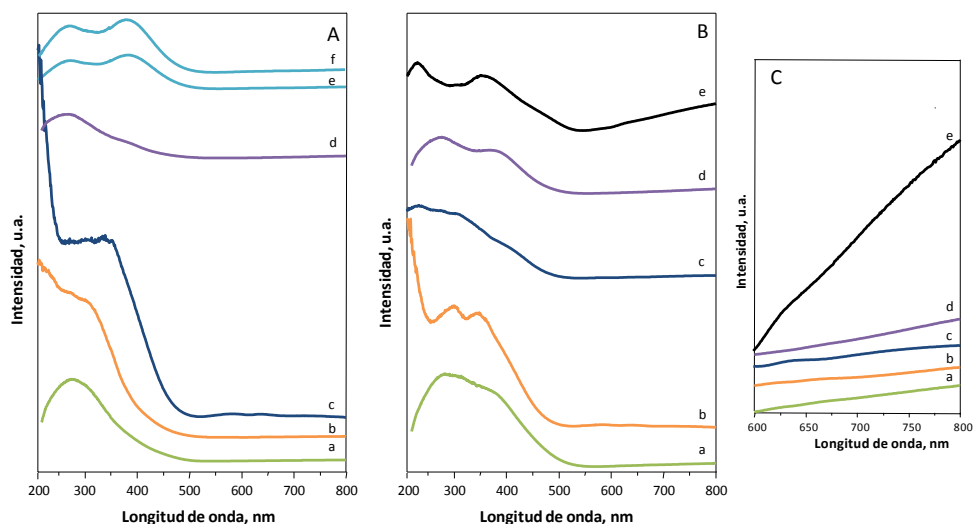 A
f
e
d
c
b
a
Intensidad, u.a.
200 300 400 500 600 700 800
Longitud de onda, nm
B
e
d
c
b
a
Intensidad, u.a.
200 300 400 500 600 700 800
Longitud de onda, nm
C
e
d
c
b
a
Intensidad, u.a.
600 650 700 750 800
Longitud de onda, nm